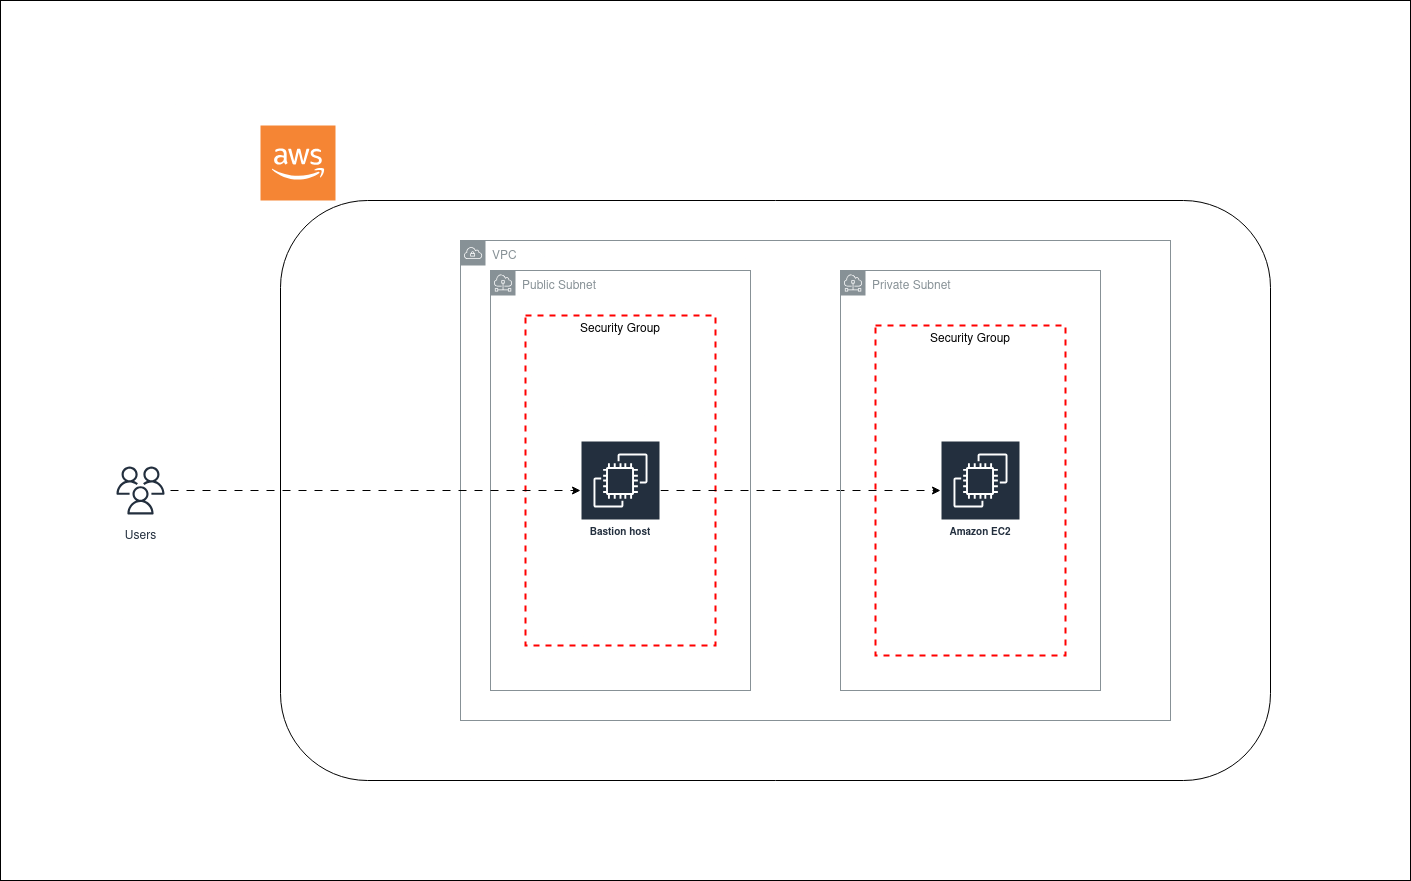 aws
VPC
Public Subnet
Private Subnet
Security Group
Security Group
Users
Bastion host
Amazon EC2